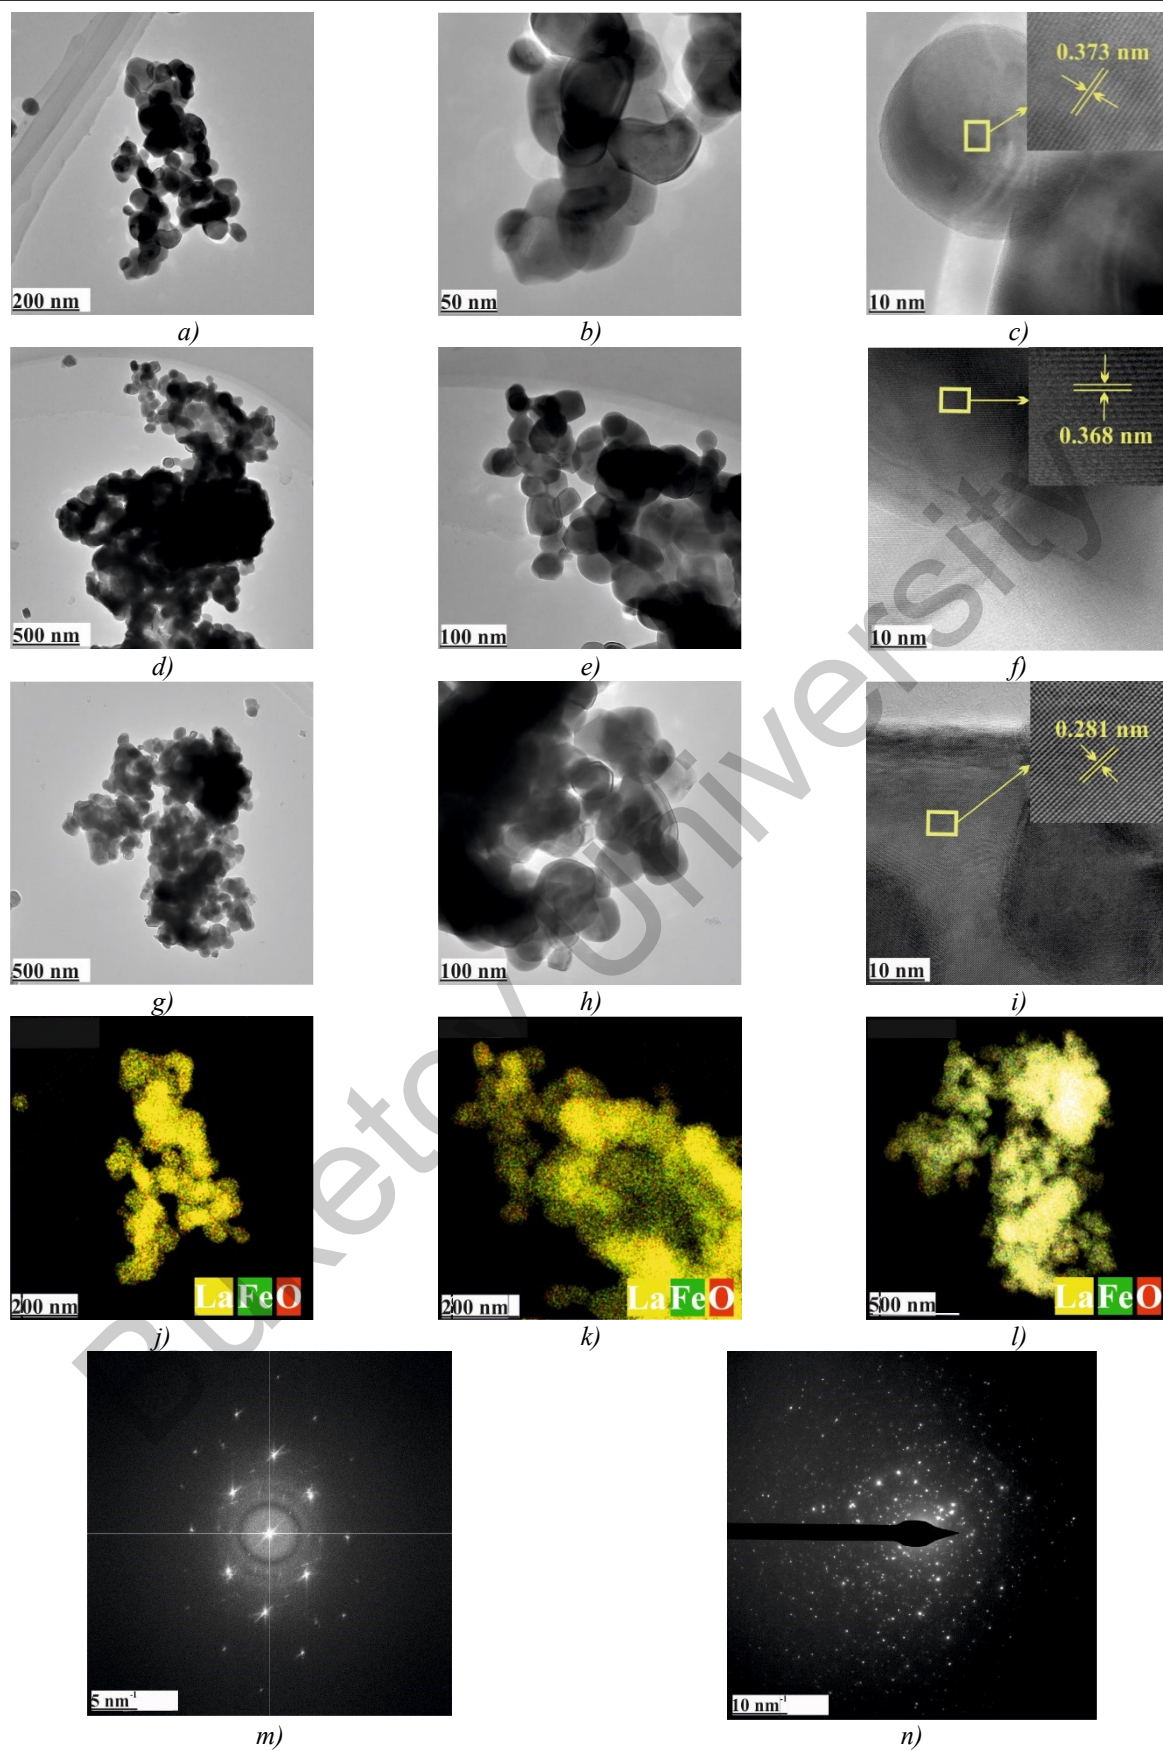 0.373 nm
200 nm
50 nm
10 nm
a)
b)
c)
0.368 nm
500 nm
100 nm
10 nm
d)
e)
f)
0.281 nm
500 nm
100 nm
10 nm
g)
h)
i)
200 nm
La Fe O
200 nm
La Fe O
500 nm
La Fe O
j)
k)
l)
5 nm⁻¹
10 nm⁻¹
m)
n)
Buketov University